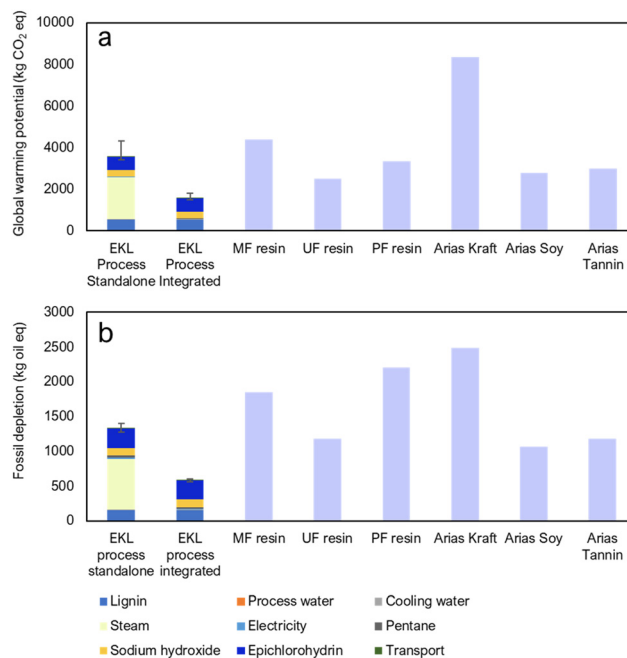 a
Global warming potential (kg CO2 eq)
10000
8000
6000
4000
2000
0
EKL Process Standalone
EKL Process Integrated
MF resin
UF resin
PF resin
Arias Kraft
Arias Soy
Arias Tannin
b
Fossil depletion (kg oil eq)
3000
2500
2000
1500
1000
500
0
EKL process standalone
EKL process integrated
MF resin
UF resin
PF resin
Arias Kraft
Arias Soy
Arias Tannin
Lignin
Process water
Cooling water
Steam
Electricity
Pentane
Sodium hydroxide
Epichlorohydrin
Transport